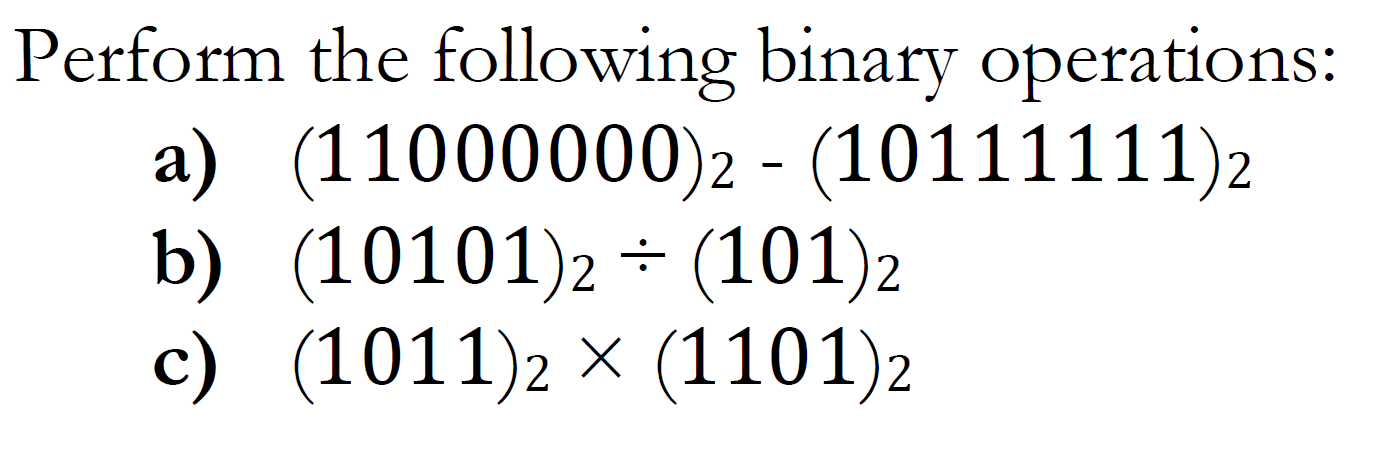 Perform the following binary operations:
a) (11000000)₂ - (10111111)₂
b) (10101)₂ ÷ (101)₂
c) (1011)₂ × (1101)₂